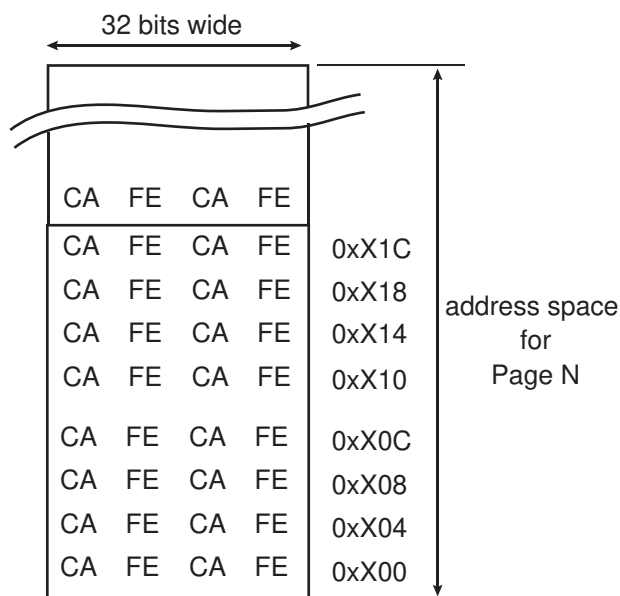 32 bits wide
CA FE CA FE
CA FE CA FE 0xX1C
CA FE CA FE 0xX18
CA FE CA FE 0xX14
CA FE CA FE 0xX10
CA FE CA FE 0xX0C
CA FE CA FE 0xX08
CA FE CA FE 0xX04
CA FE CA FE 0xX00
address space
for
Page N